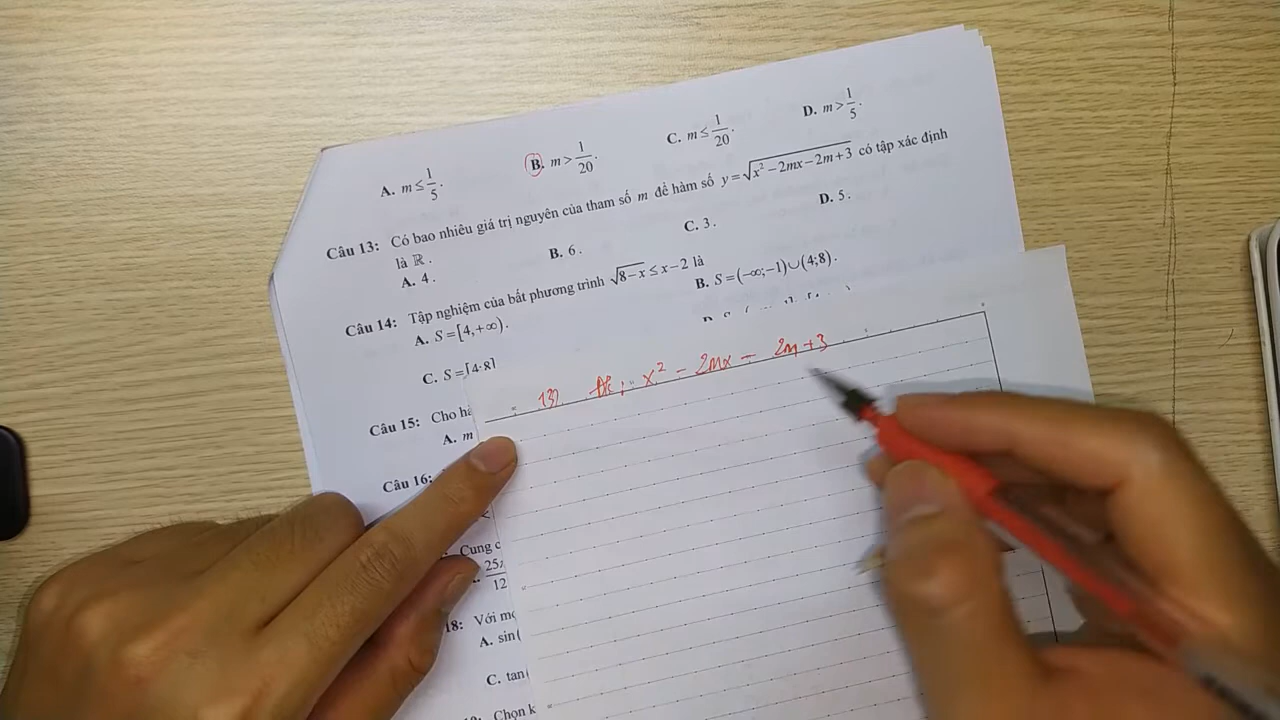 A. m ≤ 1/5. B. m > 1/20. C. m ≤ 1/20. D. m > 1/5.
Câu 13: Có bao nhiêu giá trị nguyên của tham số m để hàm số y = √(x² − 2mx − 2m + 3) có tập xác định
là ℝ.
A. 4. B. 6. C. 3. D. 5.
Câu 14: Tập nghiệm của bất phương trình √(8−x) ≤ x−2 là
A. S = [4,+∞). B. S = (−∞;−1)∪(4;8).
C. S = [4;8]
13) x² − 2mx − 2m + 3
Câu 15: Cho
A. m
Câu 16:
Cung
25
12
18: Với
A. sin(
C. tan
Chọn